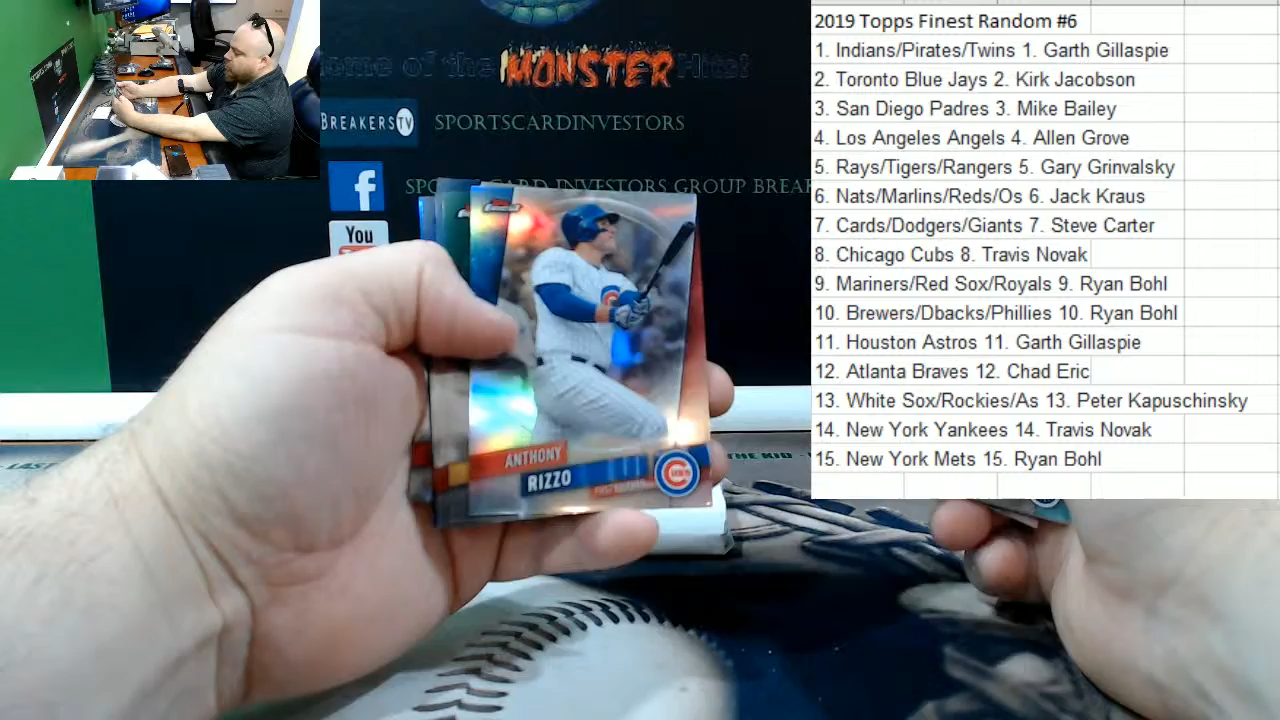 ome of the MONSTER Hits!
BREAKERS TV SPORTSCARDINVESTORS
f
You
ANTHONY
RIZZO
2019 Topps Finest Random #6
1. Indians/Pirates/Twins 1. Garth Gillaspie
2. Toronto Blue Jays 2. Kirk Jacobson
3. San Diego Padres 3. Mike Bailey
4. Los Angeles Angels 4. Allen Grove
5. Rays/Tigers/Rangers 5. Gary Grinvalsky
6. Nats/Marlins/Reds/Os 6. Jack Kraus
7. Cards/Dodgers/Giants 7. Steve Carter
8. Chicago Cubs 8. Travis Novak
9. Mariners/Red Sox/Royals 9. Ryan Bohl
10. Brewers/Dbacks/Phillies 10. Ryan Bohl
11. Houston Astros 11. Garth Gillaspie
12. Atlanta Braves 12. Chad Eric
13. White Sox/Rockies/As 13. Peter Kapuschinsky
14. New York Yankees 14. Travis Novak
15. New York Mets 15. Ryan Bohl
THE KID